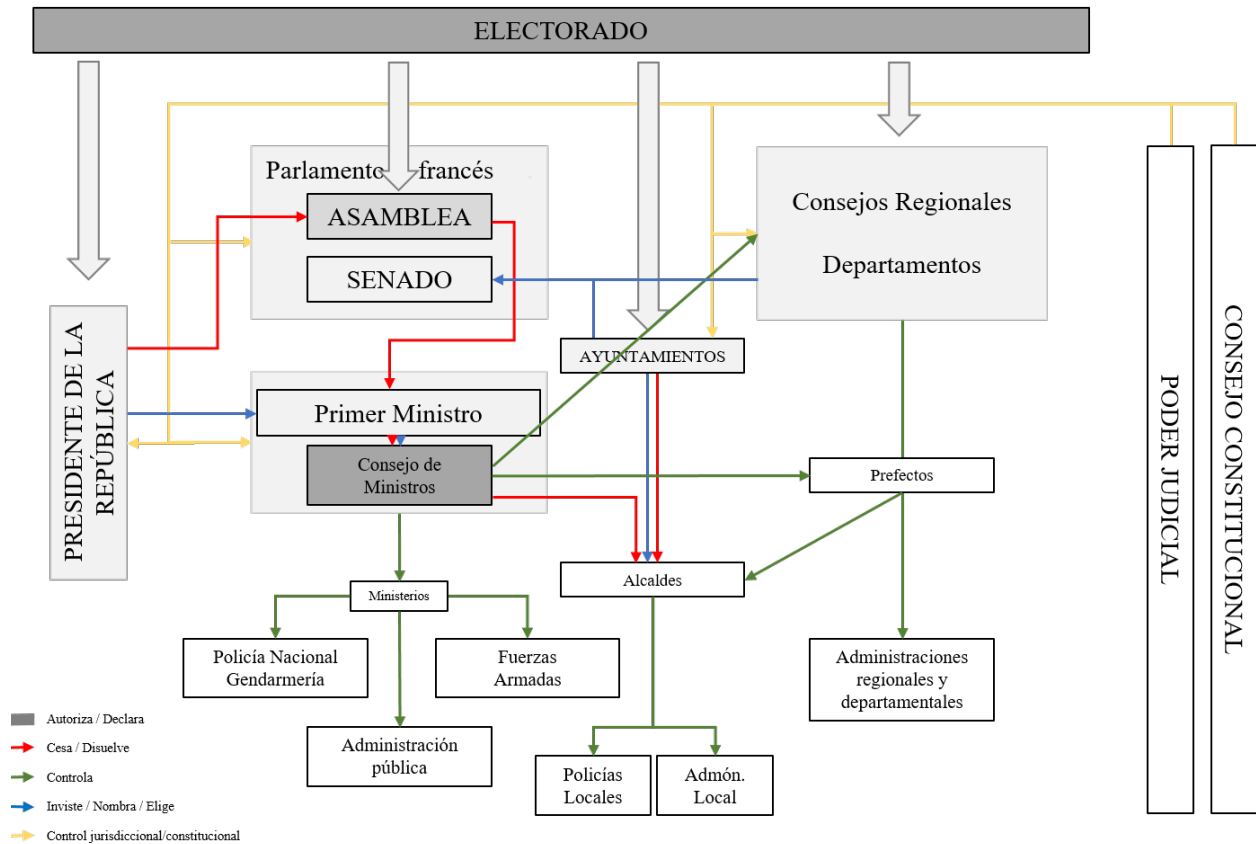 ELECTORADO
Parlamento francés
ASAMBLEA
SENADO
Consejos Regionales
Departamentos
PRESIDENTE DE LA
REPÚBLICA
AYUNTAMIENTOS
Primer Ministro
Consejo de
Ministros
Prefectos
Alcaldes
Ministerios
Policía Nacional
Gendarmería
Fuerzas
Armadas
Administraciones
regionales y
departamentales
Administración
pública
Policías
Locales
Admón.
Local
PODER JUDICIAL
CONSEJO CONSTITUCIONAL
Autoriza / Declara
Cesa / Disuelve
Controla
Inviste / Nombra / Elige
Control jurisdiccional/constitucional